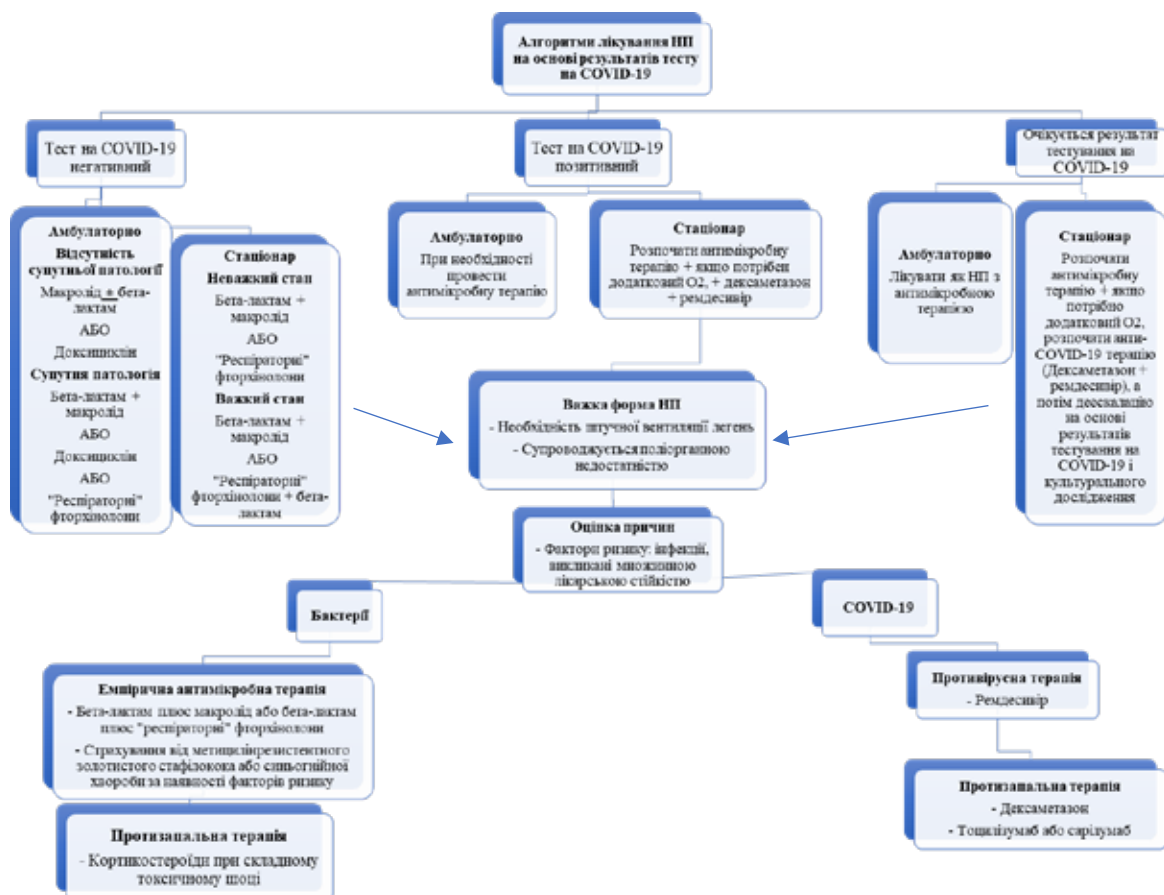 Алгоритми лікування НП
на основі результатів тесту
на COVID-19
Тест на COVID-19
негативний
Тест на COVID-19
позитивний
Очікується результат
тестування на
COVID-19
Амбулаторно
Відсутність
супутньої патології
Макролід + бета-
лактам
АБО
Доксициклін
Супутня патологія
Бета-лактам +
макролід
АБО
Доксициклін
АБО
"Респіраторні"
фторхінолони
Стаціонар
Неважкий стан
Бета-лактам +
макролід
АБО
"Респіраторні"
фторхінолони
Важкий стан
Бета-лактам +
макролід
АБО
"Респіраторні"
фторхінолони + бета-
лактам
Амбулаторно
При необхідності
провести
антимікробну терапію
Стаціонар
Розпочати антимікробну
терапію + якщо потрібен
додатковий О2, + дексаметазон
+ ремдесивір
Амбулаторно
Лікувати як НП з
антимікробною
терапією
Стаціонар
Розпочати
антимікробну
терапію + якщо
потрібно
додатковий О2,
розпочати анти-
COVID-19 терапію
(Дексаметазон +
ремдесивір), а
потім деескалацію
на основі
результатів
тестування на
COVID-19 і
культурального
дослідження
Важка форма НП
- Необхідність штучної вентиляції легень
- Супроводжується поліорганною
недостатністю
Оцінка причин
- Фактори ризику: інфекції,
викликані множинною
лікарською стійкістю
Бактерії
COVID-19
Емпірична антимікробна терапія
- Бета-лактам плюс макролід або бета-лактам
плюс "респіраторні" фторхінолони
- Страхування від метицилінрезистентного
золотистого стафілокока або синьогнійної
хвороби за наявності факторів ризику
Протизапальна терапія
- Кортикостероїди при складному
токсичному шоці
Противірусна терапія
- Ремдесивір
Протизапальна терапія
- Дексаметазон
- Тоцилізумаб або сарілумаб